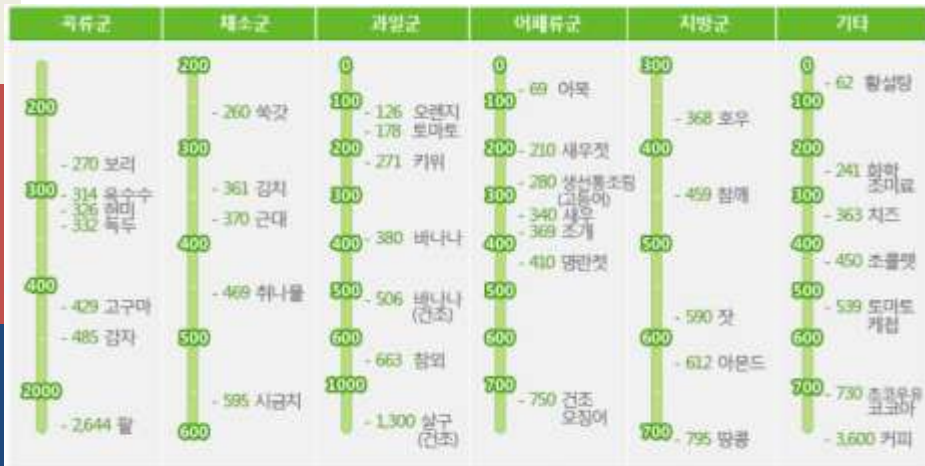 곡류군
200
- 270 보리
300
- 314 옥수수
- 326 현미
- 332 녹두
400
- 429 고구마
- 485 감자
2000
- 2,644 팥
채소군
200
- 260 쑥갓
300
- 361 김치
- 370 근대
400
- 469 취나물
500
- 595 시금치
600
과일군
0
100
- 126 오렌지
- 178 토마토
200
- 271 키위
300
- 380 바나나
400
500
- 506 바나나
(건조)
600
- 663 참외
1000
- 1,300 살구
(건조)
어패류군
0
- 69 어묵
100
200
- 210 새우젓
- 280 생선통조림
(고등어)
300
- 340 새우
- 369 조개
400
- 410 명란젓
500
600
700
- 750 건조
오징어
지방군
300
- 368 호우
400
- 459 참깨
500
- 590 잣
600
- 612 아몬드
700
- 795 땅콩
기타
0
- 62 황설탕
100
200
- 241 화학
조미료
300
- 363 치즈
400
- 450 초콜렛
500
- 539 토마토
케첩
600
700
- 730 초코우유
코코아
- 3,600 커피